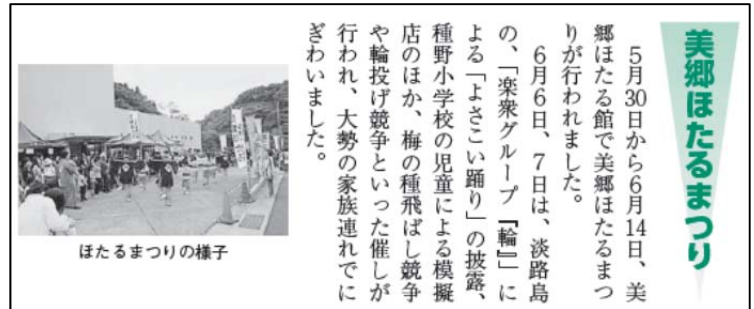 美郷ほたるまつり
５月30日から６月14日、美
郷ほたる館で美郷ほたるまつ
りが行われました。
６月６日、７日は、淡路島
の、「楽衆グループ『輪』」に
よる「よさこい踊り」の披露、
種野小学校の児童による模擬
店のほか、梅の種飛ばし競争
や輪投げ競争といった催しが
行われ、大勢の家族連れでに
ぎわいました。
ほたるまつりの様子